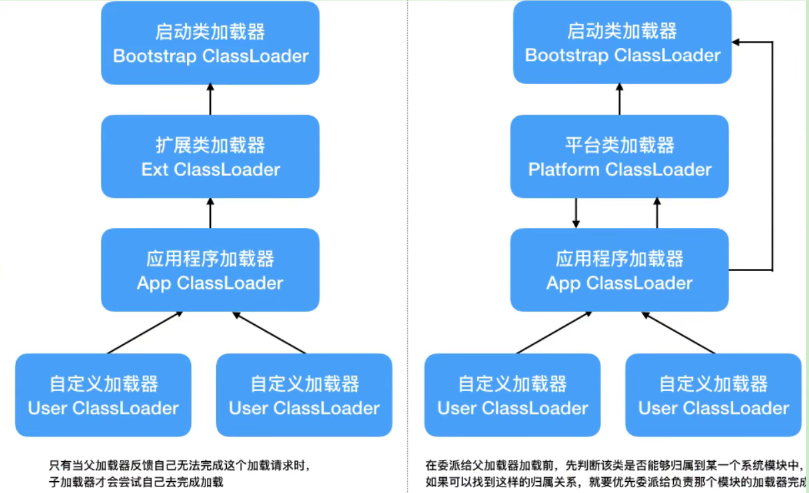 启动类加载器
Bootstrap ClassLoader
扩展类加载器
Ext ClassLoader
应用程序加载器
App ClassLoader
自定义加载器
User ClassLoader
自定义加载器
User ClassLoader
只有当父加载器反馈自己无法完成这个加载请求时，
子加载器才会尝试自己去完成加载
启动类加载器
Bootstrap ClassLoader
平台类加载器
Platform ClassLoader
应用程序加载器
App ClassLoader
自定义加载器
User ClassLoader
自定义加载器
User ClassLoader
在委派给父加载器加载前，先判断该类是否能够归属到某一个系统模块中，
如果可以找到这样的归属关系，就要优先委派给负责那个模块的加载器完成